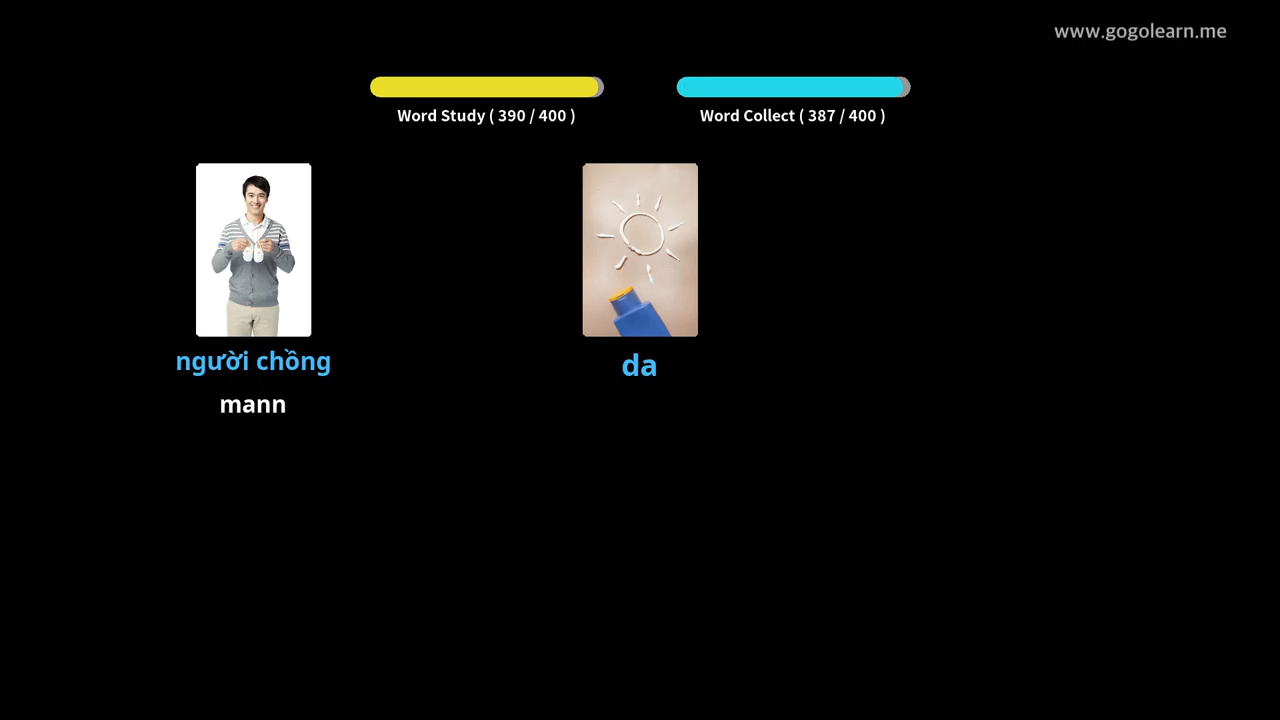 www.gogolearn.me
Word Study ( 390 / 400 )
Word Collect ( 387 / 400 )
người chồng
mann
da